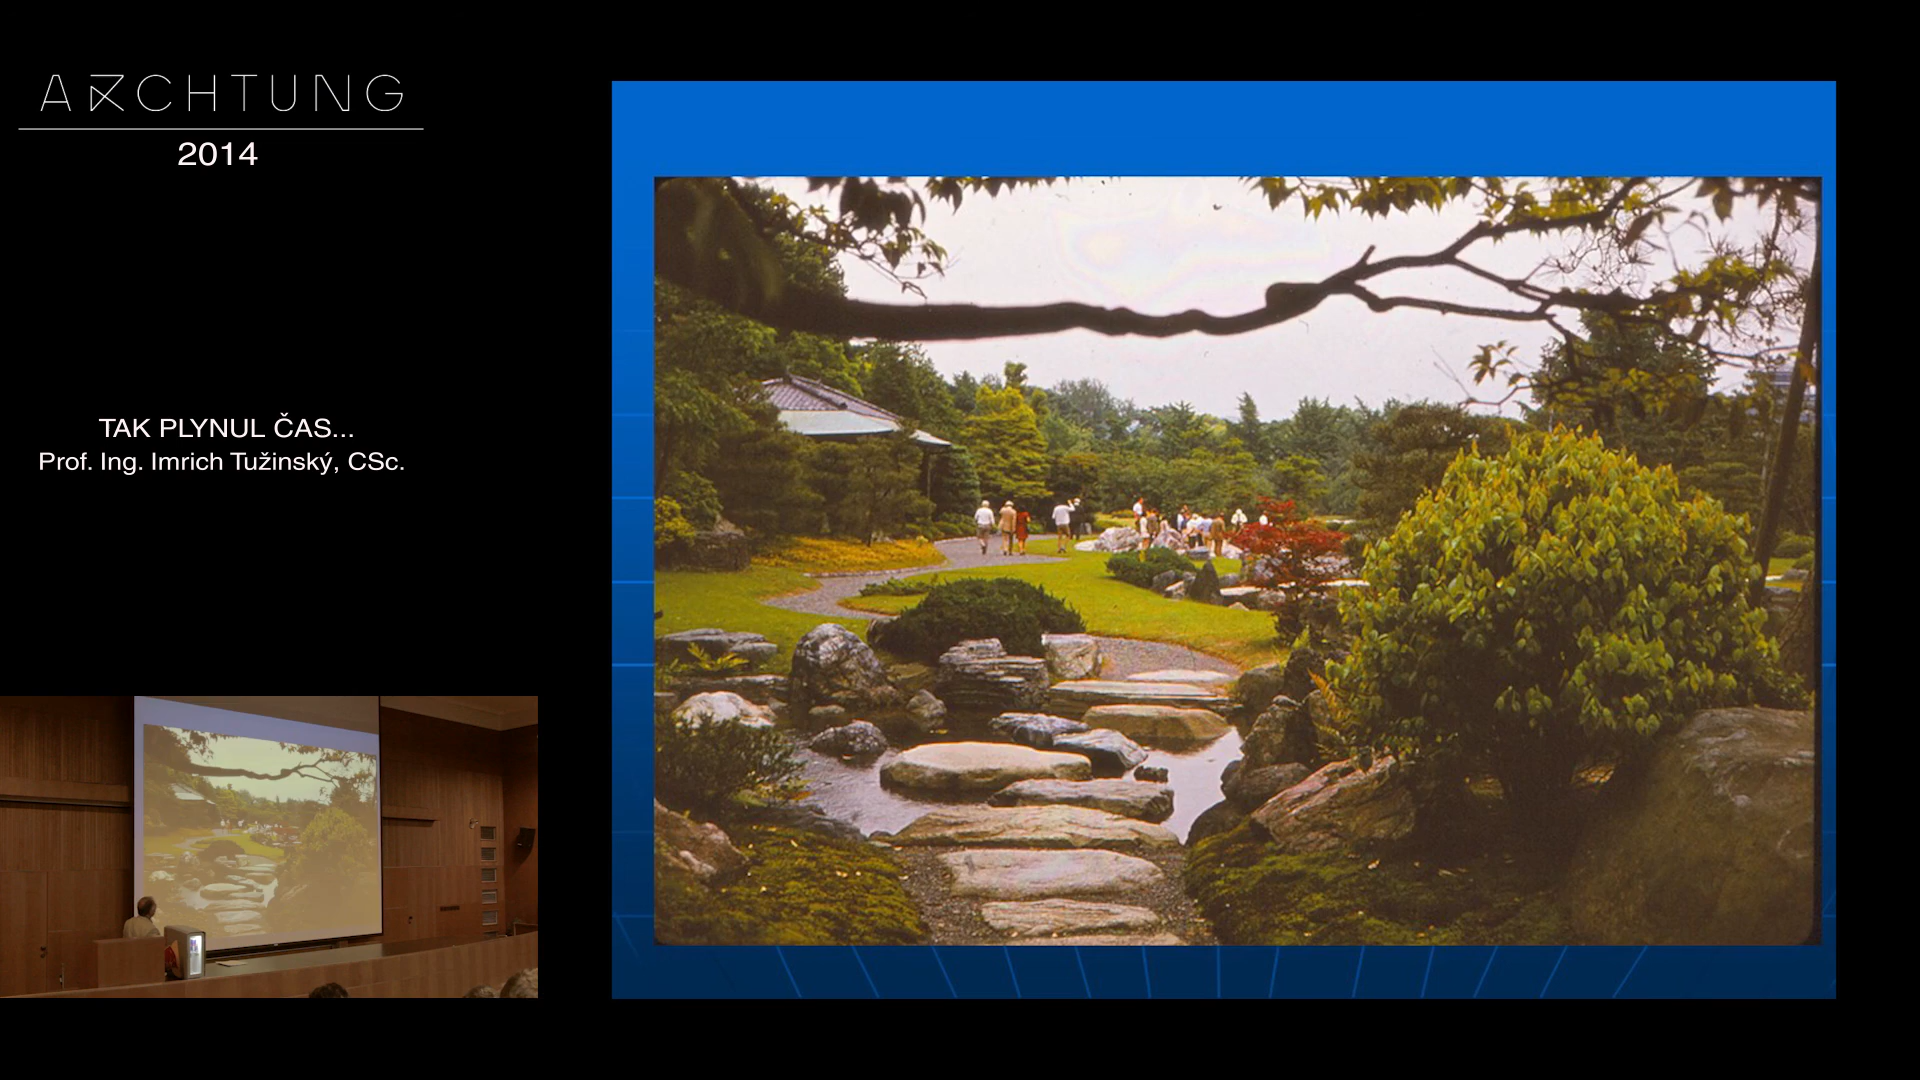 ARCHTUNG
2014
TAK PLYNUL ČAS...
Prof. Ing. Imrich Tužinský, CSc.